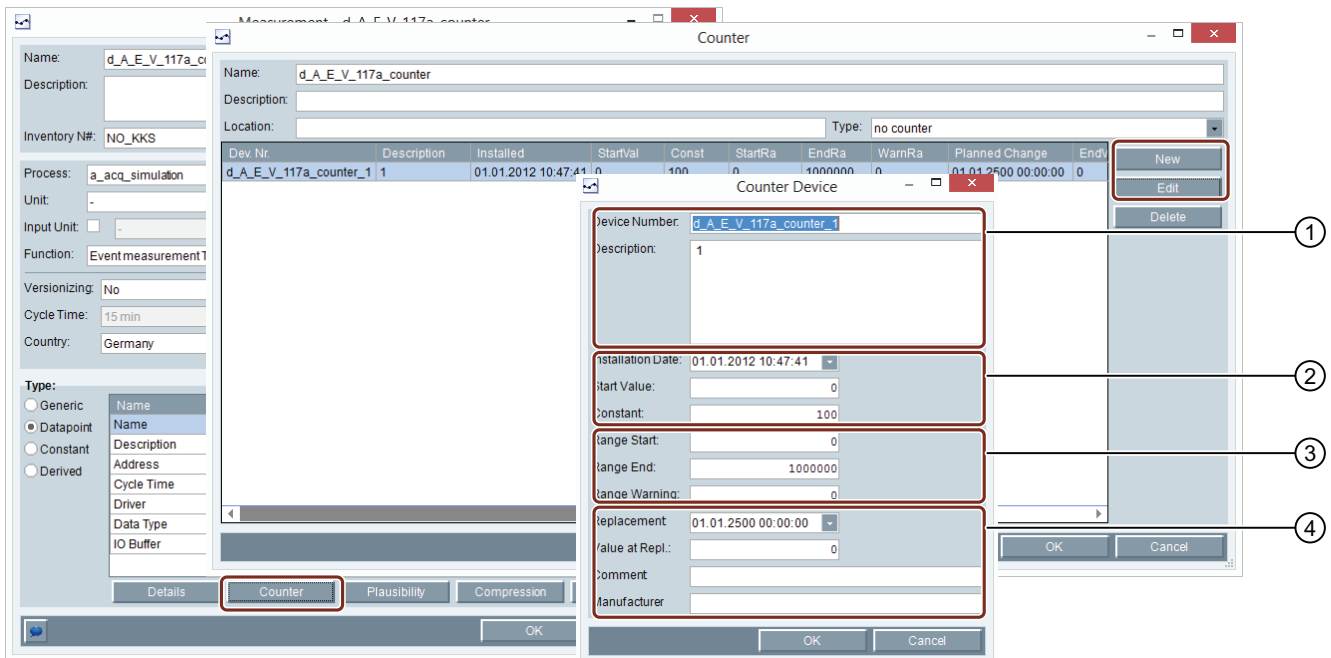 Measurement - d_A_E_V_117a_counter
Name: d_A_E_V_117a_co
Description:
Inventory N#: NO_KKS
Process: a_acq_simulation
Unit: -
Input Unit: -
Function: Event measurement T
Versionizing: No
Cycle Time: 15 min
Country: Germany
Type:
Generic
Datapoint
Constant
Derived
Name
Name
Description
Address
Cycle Time
Driver
Data Type
IO Buffer
Details Counter Plausibility Compression
OK
Counter
Name: d_A_E_V_117a_counter
Description:
Location: Type: no counter
Dev. Nr. Description Installed StartVal Const StartRa EndRa WarnRa Planned Change EndV
d_A_E_V_117a_counter_1 1 01.01.2012 10:47:41 0 100 0 1000000 0 01.01.2500 00:00:00 0
New
Edit
Delete
OK Cancel
Counter Device
Device Number: d_A_E_V_117a_counter_1
Description: 1
Installation Date: 01.01.2012 10:47:41
Start Value: 0
Constant: 100
Range Start: 0
Range End: 1000000
Range Warning: 0
Replacement 01.01.2500 00:00:00
Value at Repl.: 0
Comment
Manufacturer
OK Cancel
1
2
3
4